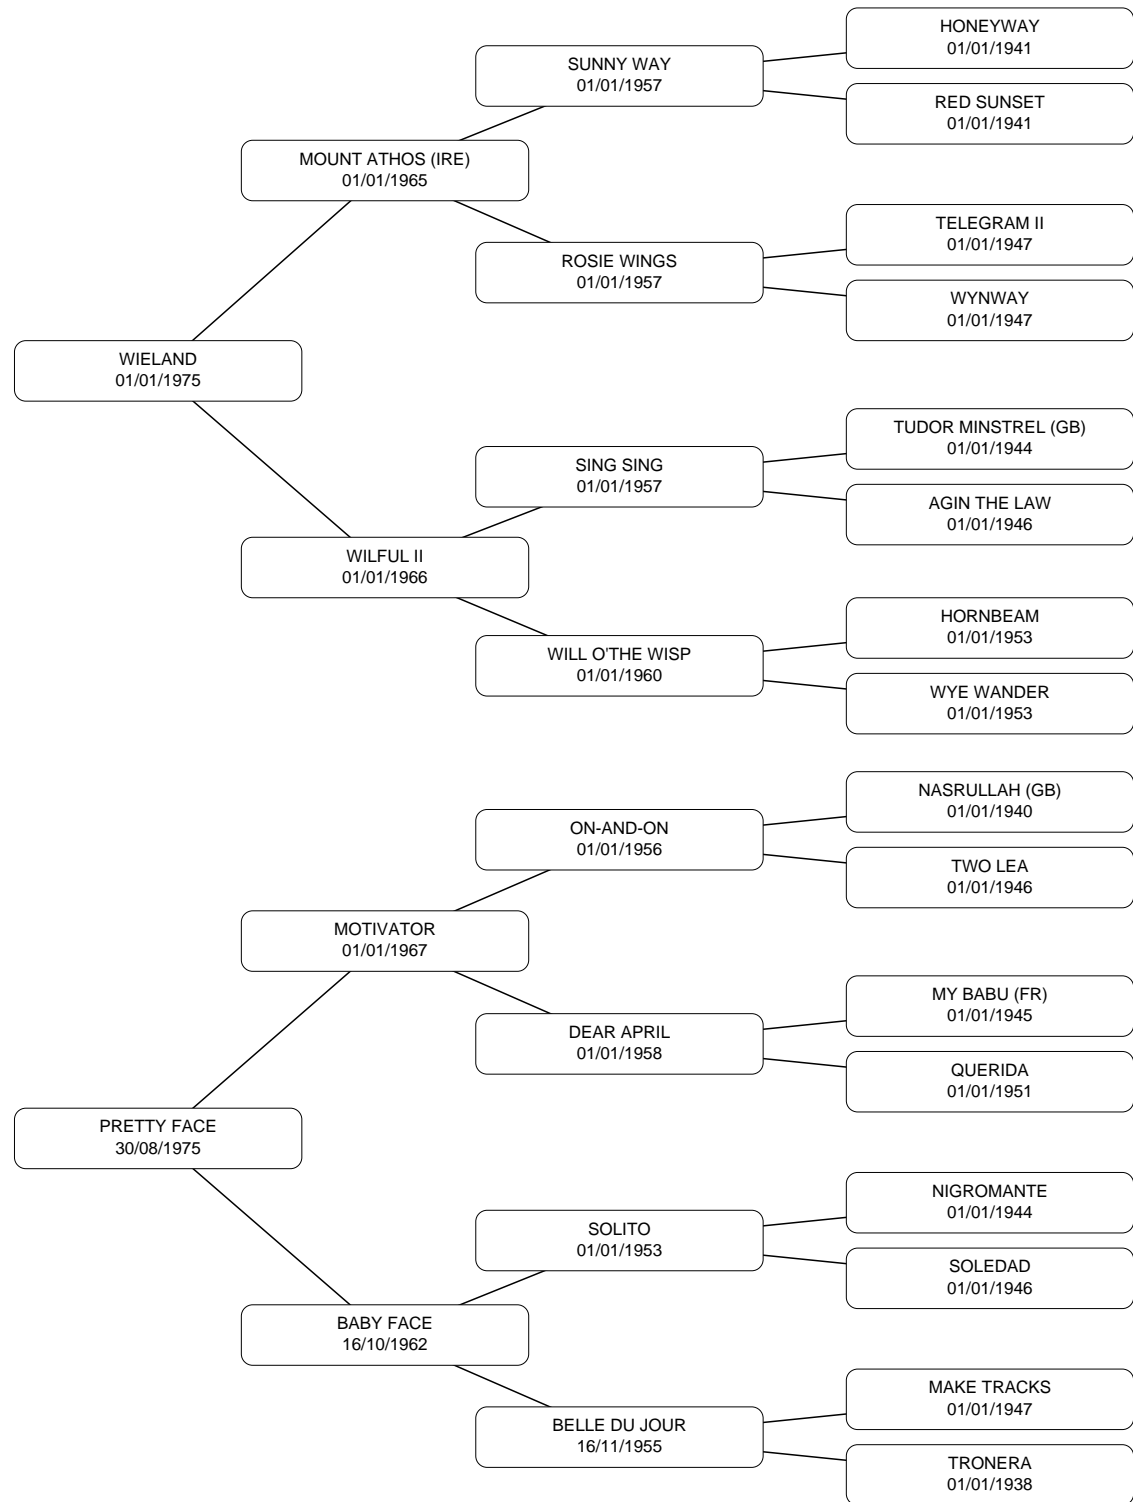 HONEYWAY
01/01/1941
SUNNY WAY
01/01/1957
RED SUNSET
01/01/1941
MOUNT ATHOS (IRE)
01/01/1965
TELEGRAM II
01/01/1947
ROSIE WINGS
01/01/1957
WYNWAY
01/01/1947
WIELAND
01/01/1975
TUDOR MINSTREL (GB)
01/01/1944
SING SING
01/01/1957
AGIN THE LAW
01/01/1946
WILFUL II
01/01/1966
HORNBEAM
01/01/1953
WILL O'THE WISP
01/01/1960
WYE WANDER
01/01/1953
NASRULLAH (GB)
01/01/1940
ON-AND-ON
01/01/1956
TWO LEA
01/01/1946
MOTIVATOR
01/01/1967
MY BABU (FR)
01/01/1945
DEAR APRIL
01/01/1958
QUERIDA
01/01/1951
PRETTY FACE
30/08/1975
NIGROMANTE
01/01/1944
SOLITO
01/01/1953
SOLEDAD
01/01/1946
BABY FACE
16/10/1962
MAKE TRACKS
01/01/1947
BELLE DU JOUR
16/11/1955
TRONERA
01/01/1938